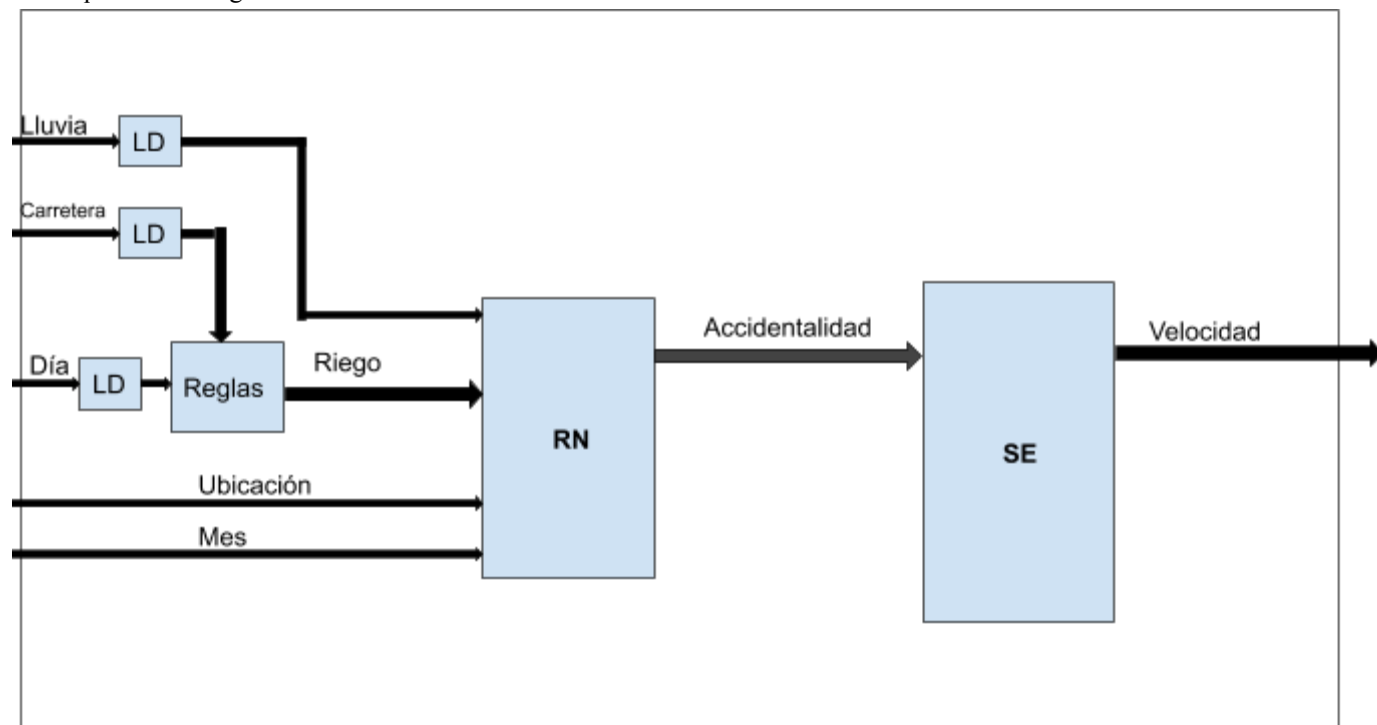 Lluvia
LD
Carretera
LD
Día
LD
Reglas
Riego
Ubicación
Mes
RN
Accidentalidad
SE
Velocidad